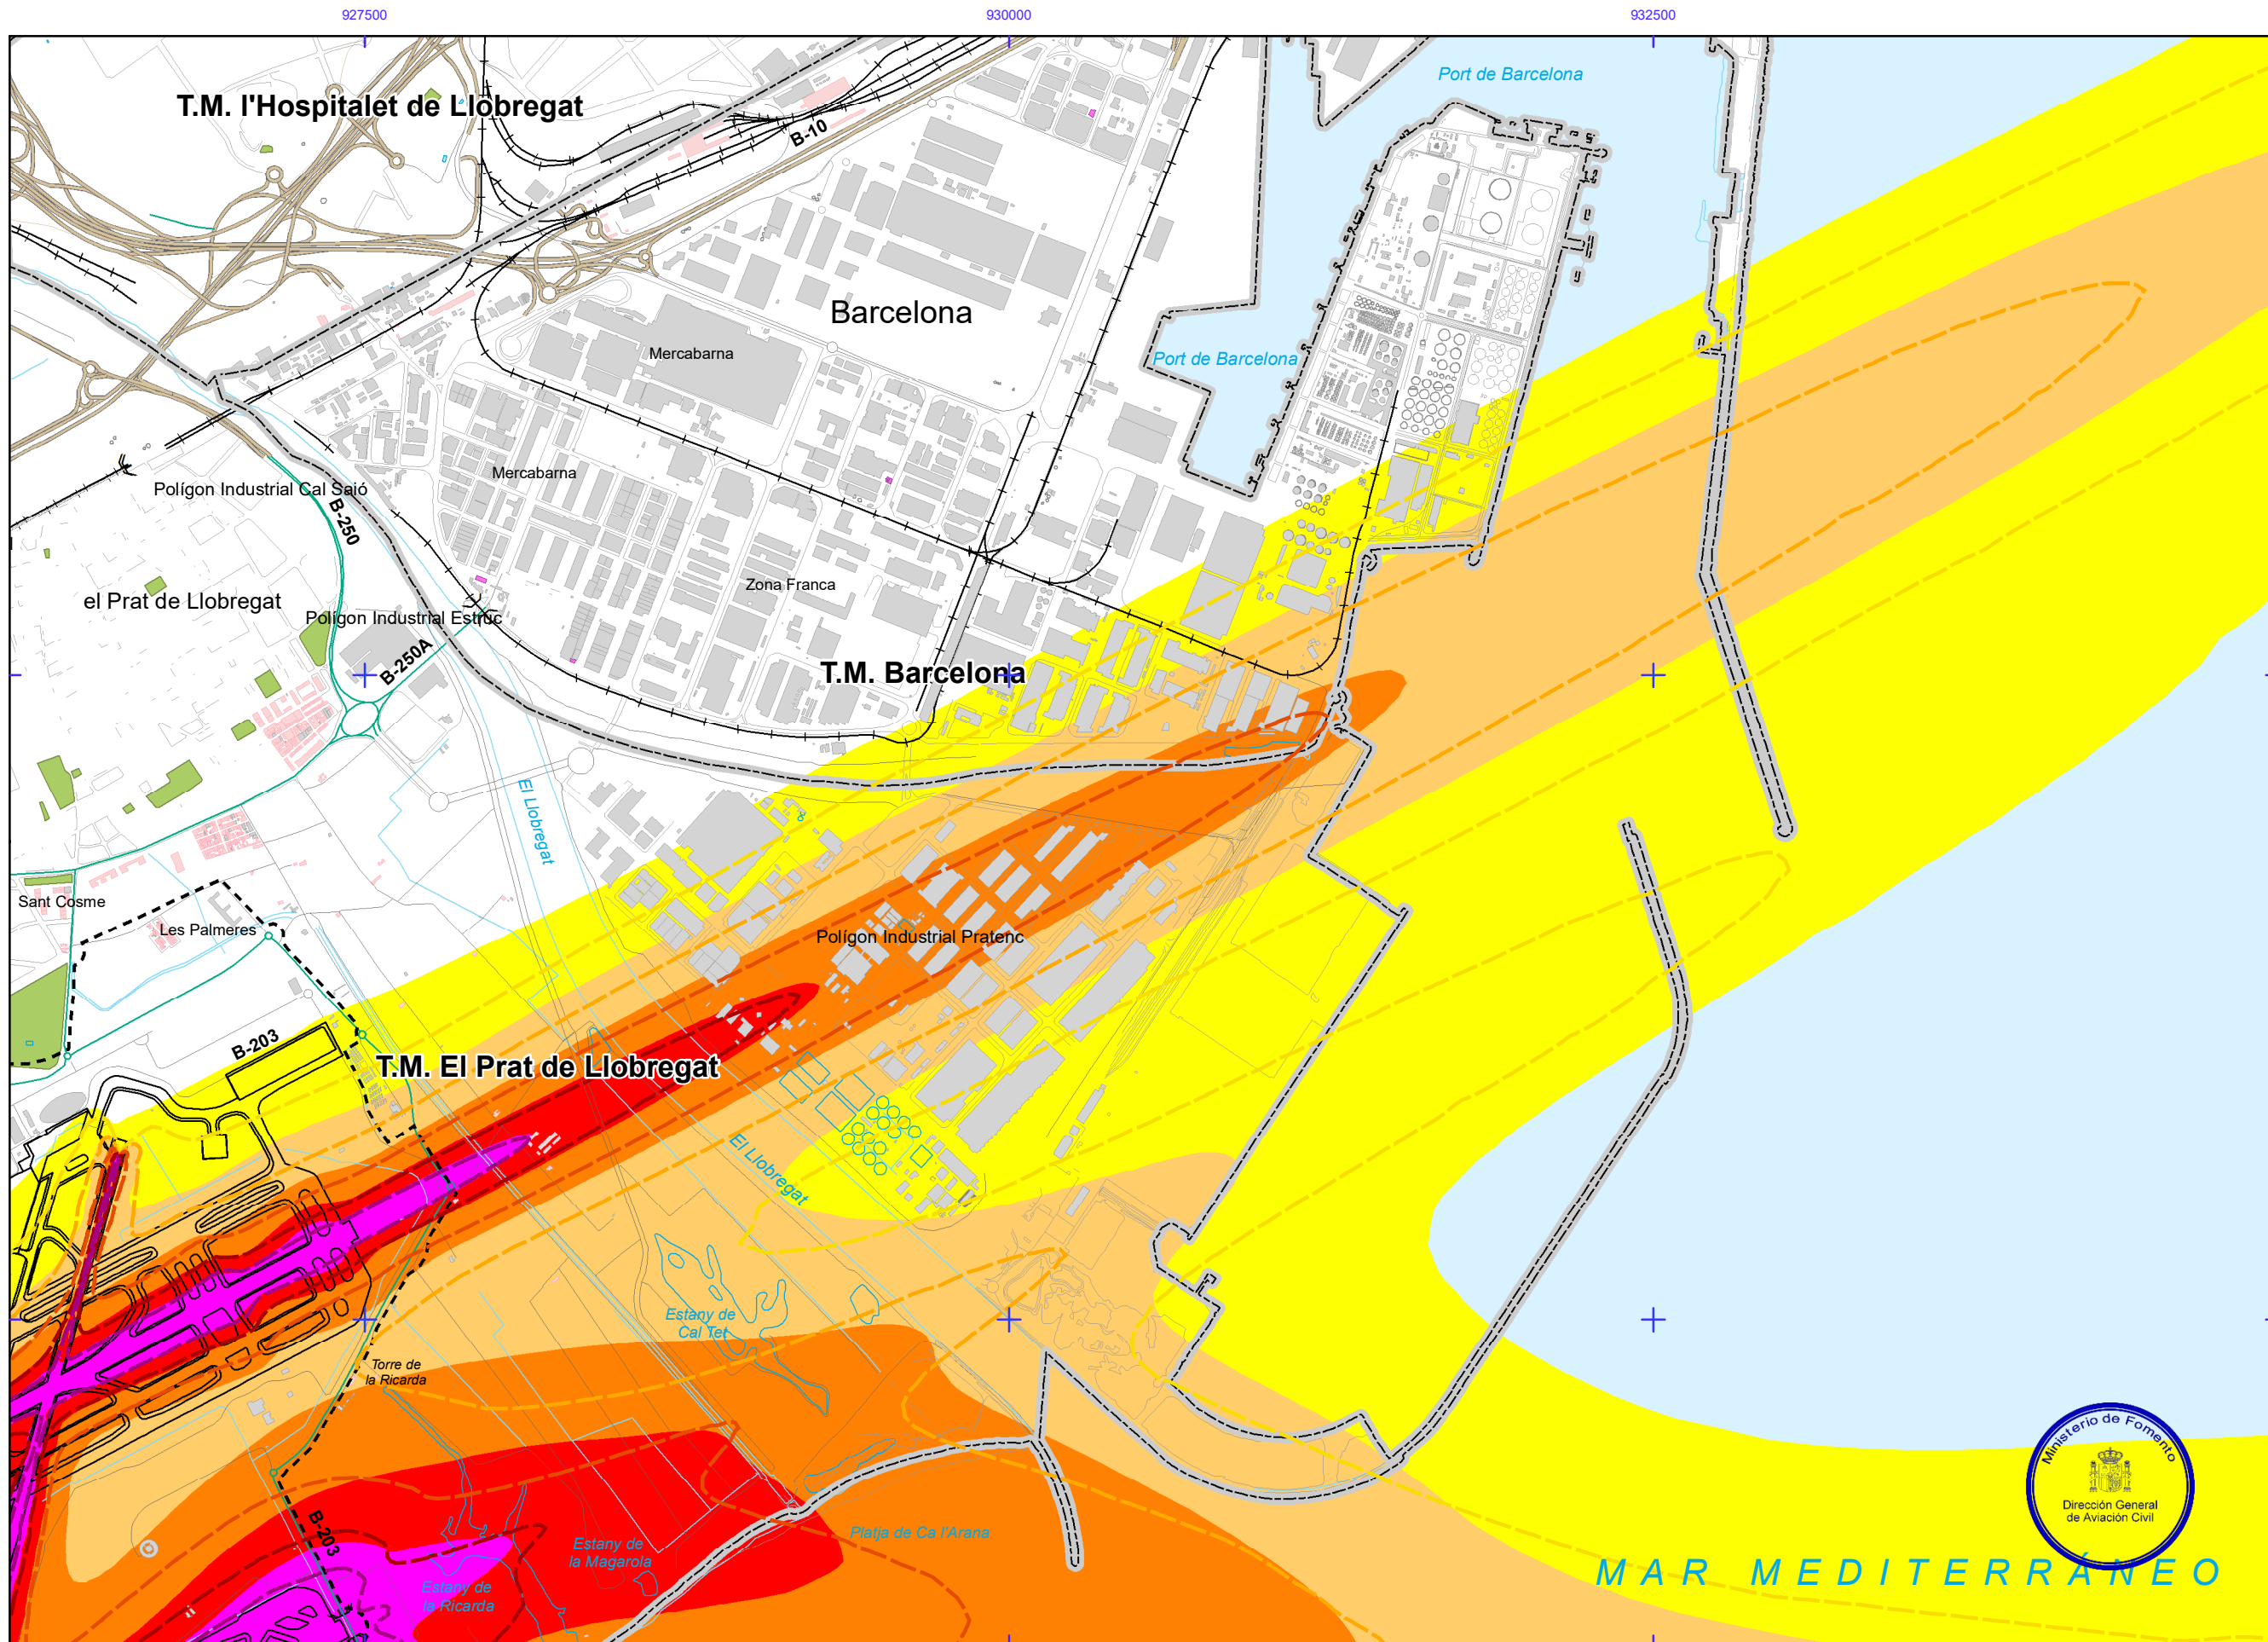 927500
930000
932500
Port de Barcelona
T.M. l'Hospitalet de Llobregat
B-10
Barcelona
Mercabarna
Port de Barcelona
Mercabarna
Polígon Industrial Cal Saió
B-250
Zona Franca
el Prat de Llobregat
Polígon Industrial Estruc
B-250A
T.M. Barcelona
El Llobregat
Sant Cosme
Les Palmeres
Polígon Industrial Pratenc
B-203
T.M. El Prat de Llobregat
El Llobregat
Estany de
Cal Tet
Torre de
la Ricarda
Ministerio de Fomento
Dirección General
de Aviación Civil
B-203
Platja de Ca l'Arana
Estany de
la Magarola
MAR MEDITERRÁNEO
Estany de
la Ricarda